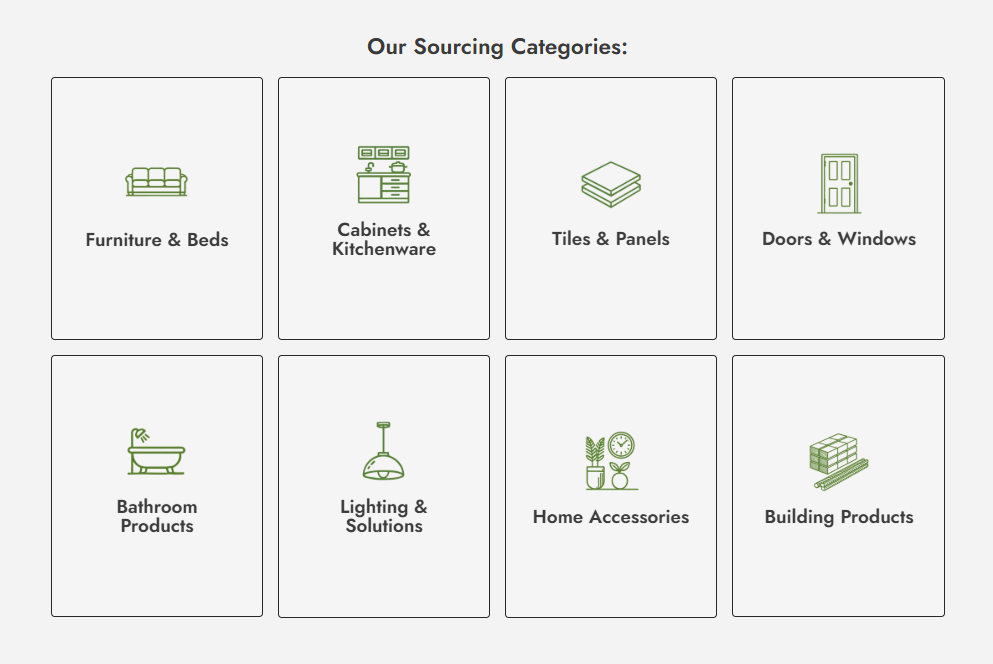 Our Sourcing Categories:
Furniture & Beds
Cabinets &
Kitchenware
Tiles & Panels
Doors & Windows
Bathroom
Products
Lighting &
Solutions
Home Accessories
Building Products